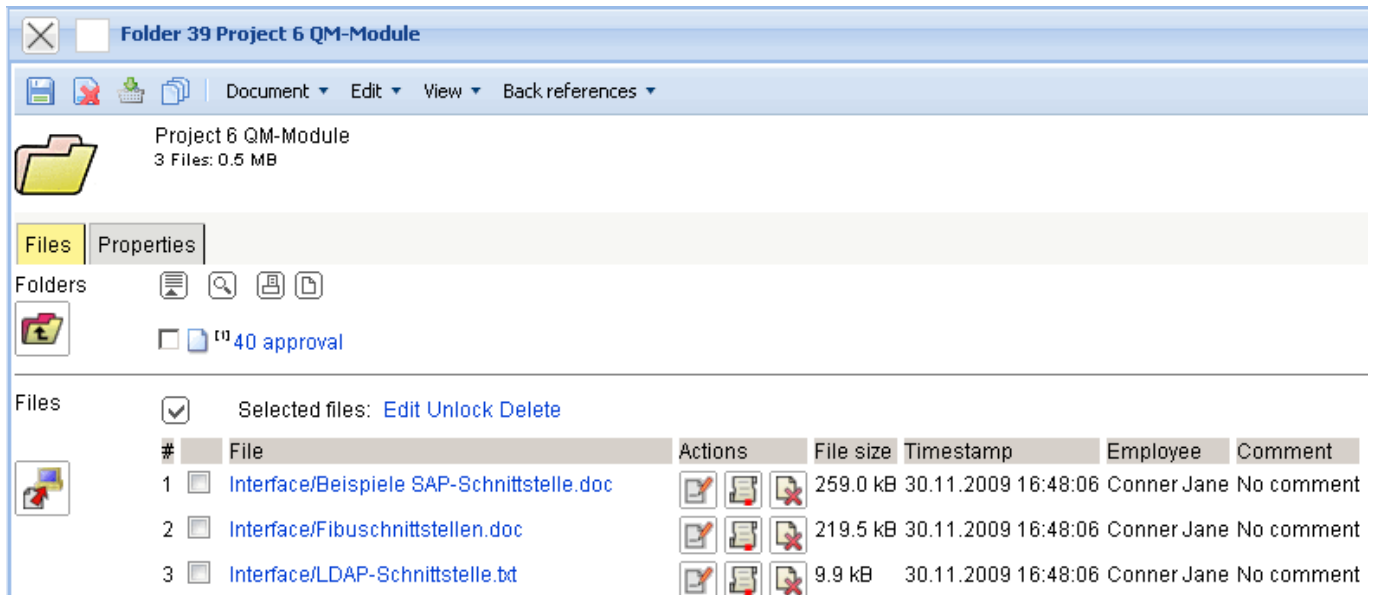 Folder 39 Project 6 QM-Module
Document Edit View Back references
Project 6 QM-Module
3 Files: 0.5 MB
Files Properties
Folders
[1] 40 approval
Files Selected files: Edit Unlock Delete
# File Actions File size Timestamp Employee Comment
1 Interface/Beispiele SAP-Schnittstelle.doc 259.0 kB 30.11.2009 16:48:06 Conner Jane No comment
2 Interface/Fibuschnittstellen.doc 219.5 kB 30.11.2009 16:48:06 Conner Jane No comment
3 Interface/LDAP-Schnittstelle.txt 9.9 kB 30.11.2009 16:48:06 Conner Jane No comment